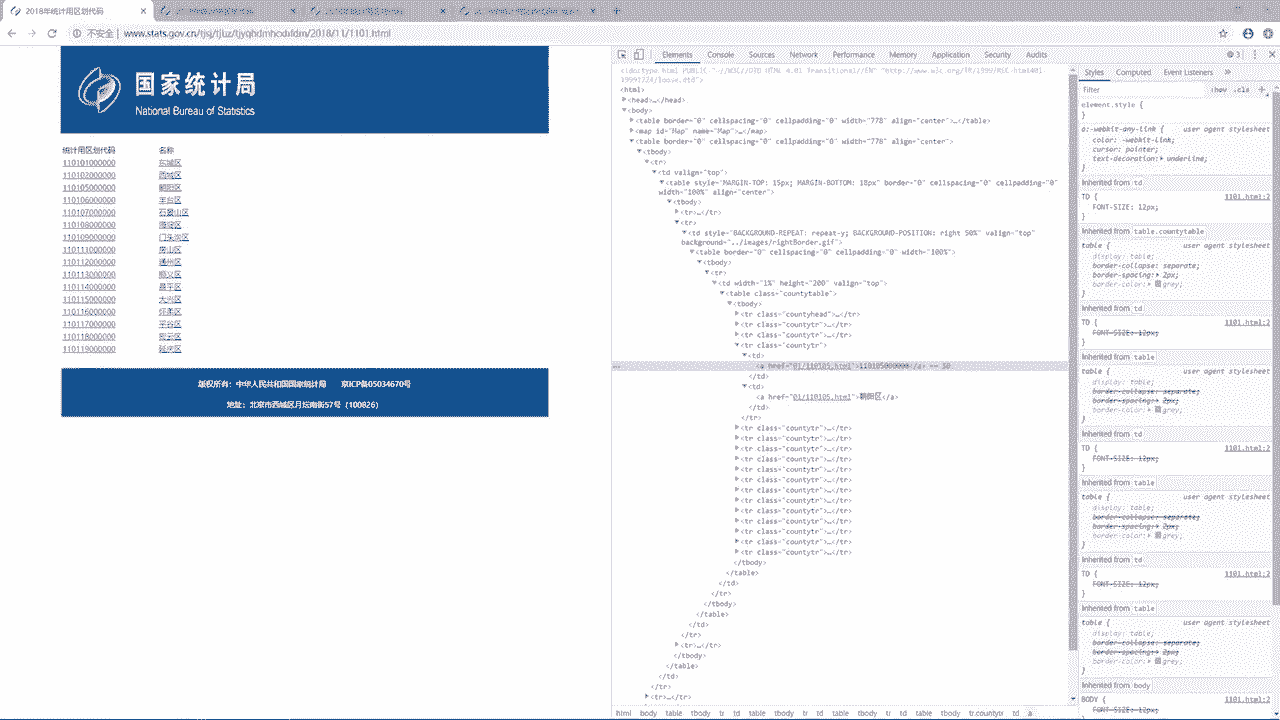 2018年统计用区划代码
不安全 | www.stats.gov.cn/tjsj/tjbz/tjyqhdmhcxhfdm/2018/11/1101.html
国家统计局
National Bureau of Statistics
统计用区划代码 名称
110101000000 东城区
110102000000 西城区
110105000000 朝阳区
110106000000 丰台区
110107000000 石景山区
110108000000 海淀区
110109000000 门头沟区
110111000000 房山区
110112000000 通州区
110113000000 顺义区
110114000000 昌平区
110115000000 大兴区
110116000000 怀柔区
110117000000 平谷区
110118000000 密云区
110119000000 延庆区
版权所有：中华人民共和国国家统计局 京ICP备05034670号
地址：北京市西城区月坛南街57号（100826）
Elements Console Sources Network Performance Memory Application Security Audits
<!doctype html PUBLIC "-//W3C//DTD HTML 4.01 Transitional//EN" "http://www.w3c.org/TR/1999/REC-html401-19991224/loose.dtd">
<html>
<head>…</head>
<body>
<table border="0" cellspacing="0" cellpadding="0" width="778" align="center">…</table>
<map id="Map" name="Map">…</map>
<table border="0" cellspacing="0" cellpadding="0" width="778" align="center">
<tbody>
<tr>
<td valign="top">
<table style="MARGIN-TOP: 15px; MARGIN-BOTTOM: 18px" border="0" cellspacing="0" cellpadding="0"
width="100%" align="center">
<tbody>
<tr>…</tr>
<tr>
<td style="BACKGROUND-REPEAT: repeat-y; BACKGROUND-POSITION: right 50%" valign="top"
background="../images/rightBorder.gif">
<table border="0" cellspacing="0" cellpadding="0" width="100%">
<tbody>
<tr>
<td width="1%" height="200" valign="top">
<table class="countytable">
<tbody>
<tr class="countyhead">…</tr>
<tr class="countytr">…</tr>
<tr class="countytr">…</tr>
<tr class="countytr">
<td>
<a href="01/110105.html">110105000000</a> == $0
</td>
<td>
<a href="01/110105.html">朝阳区</a>
</td>
</tr>
<tr class="countytr">…</tr>
<tr class="countytr">…</tr>
<tr class="countytr">…</tr>
<tr class="countytr">…</tr>
<tr class="countytr">…</tr>
<tr class="countytr">…</tr>
<tr class="countytr">…</tr>
<tr class="countytr">…</tr>
<tr class="countytr">…</tr>
<tr class="countytr">…</tr>
<tr class="countytr">…</tr>
<tr class="countytr">…</tr>
<tr class="countytr">…</tr>
</tbody>
</table>
</td>
</tr>
</tbody>
</table>
</td>
</tr>
<tr>…</tr>
</tbody>
</table>
</td>
</tr>
<tr>…</tr>
html body table tbody tr td table tbody tr td table tbody tr td table tbody tr.countytr td a
Styles Computed Event Listeners »
Filter :hov .cls +
element.style {
}
a:-webkit-any-link { user agent stylesheet
color: -webkit-link;
cursor: pointer;
text-decoration: underline;
}
Inherited from td
TD { 1101.html:2
FONT-SIZE: 12px;
}
Inherited from table.countytable
table { user agent stylesheet
display: table;
border-collapse: separate;
border-spacing: 2px;
border-color: grey;
}
Inherited from td
TD { 1101.html:2
FONT-SIZE: 12px;
}
Inherited from table
table { user agent stylesheet
display: table;
border-collapse: separate;
border-spacing: 2px;
border-color: grey;
}
Inherited from td
TD { 1101.html:2
FONT-SIZE: 12px;
}
Inherited from table
table { user agent stylesheet
display: table;
border-collapse: separate;
border-spacing: 2px;
border-color: grey;
}
Inherited from td
TD { 1101.html:2
FONT-SIZE: 12px;
}
Inherited from table
table { user agent stylesheet
display: table;
border-collapse: separate;
border-spacing: 2px;
border-color: grey;
}
Inherited from body
BODY { 1101.html:2
FONT-SIZE: 12px;